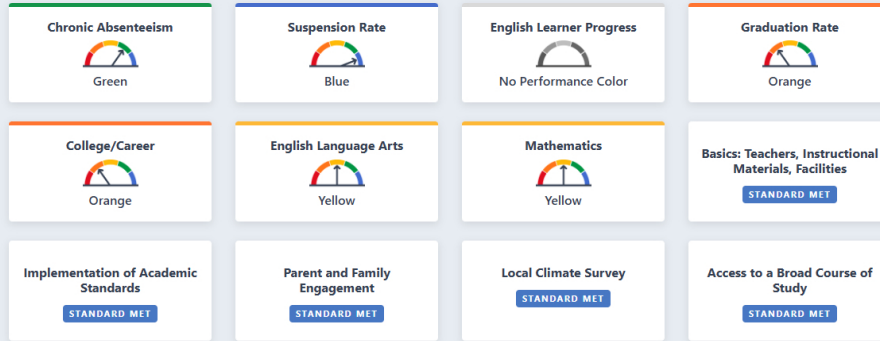 Chronic Absenteeism
Green
Suspension Rate
Blue
English Learner Progress
No Performance Color
Graduation Rate
Orange
College/Career
Orange
English Language Arts
Yellow
Mathematics
Yellow
Basics: Teachers, Instructional
Materials, Facilities
STANDARD MET
Implementation of Academic
Standards
STANDARD MET
Parent and Family
Engagement
STANDARD MET
Local Climate Survey
STANDARD MET
Access to a Broad Course of
Study
STANDARD MET